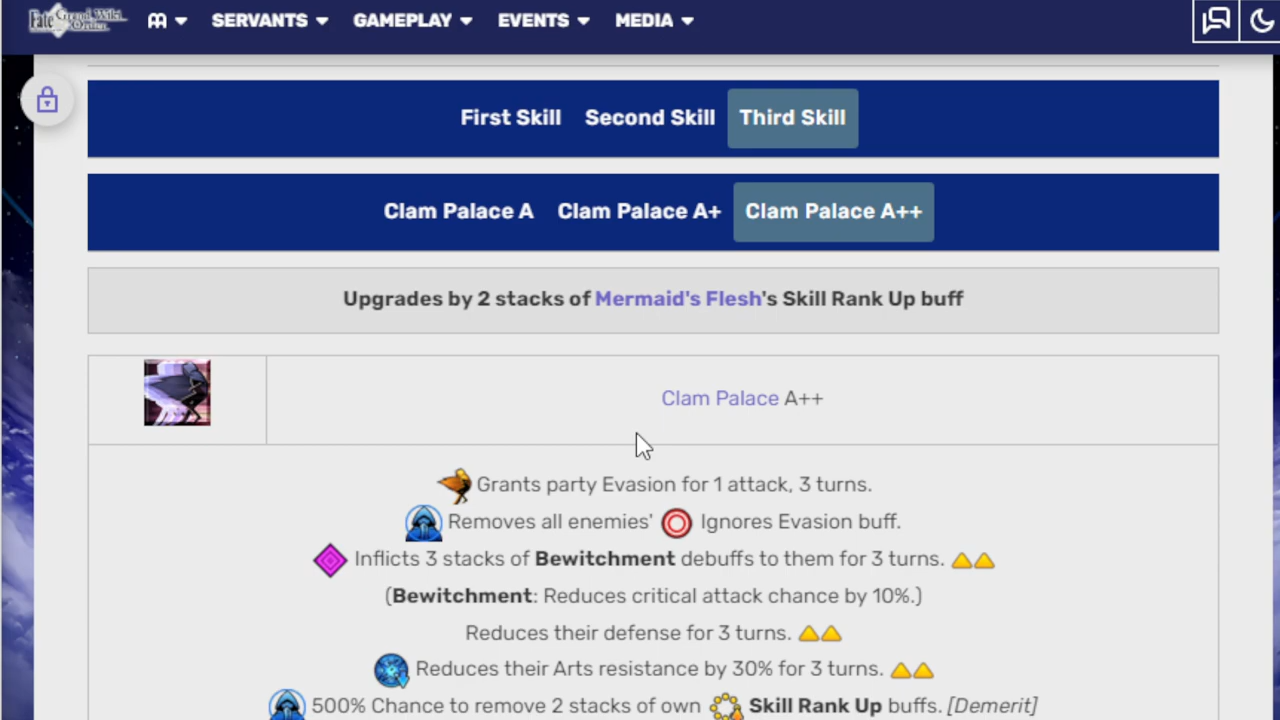 Fate Grand Wiki Order
SERVANTS GAMEPLAY EVENTS MEDIA
First Skill Second Skill Third Skill
Clam Palace A Clam Palace A+ Clam Palace A++
Upgrades by 2 stacks of Mermaid's Flesh's Skill Rank Up buff
Clam Palace A++
Grants party Evasion for 1 attack, 3 turns.
Removes all enemies' Ignores Evasion buff.
Inflicts 3 stacks of Bewitchment debuffs to them for 3 turns.
(Bewitchment: Reduces critical attack chance by 10%.)
Reduces their defense for 3 turns.
Reduces their Arts resistance by 30% for 3 turns.
500% Chance to remove 2 stacks of own Skill Rank Up buffs. [Demerit]